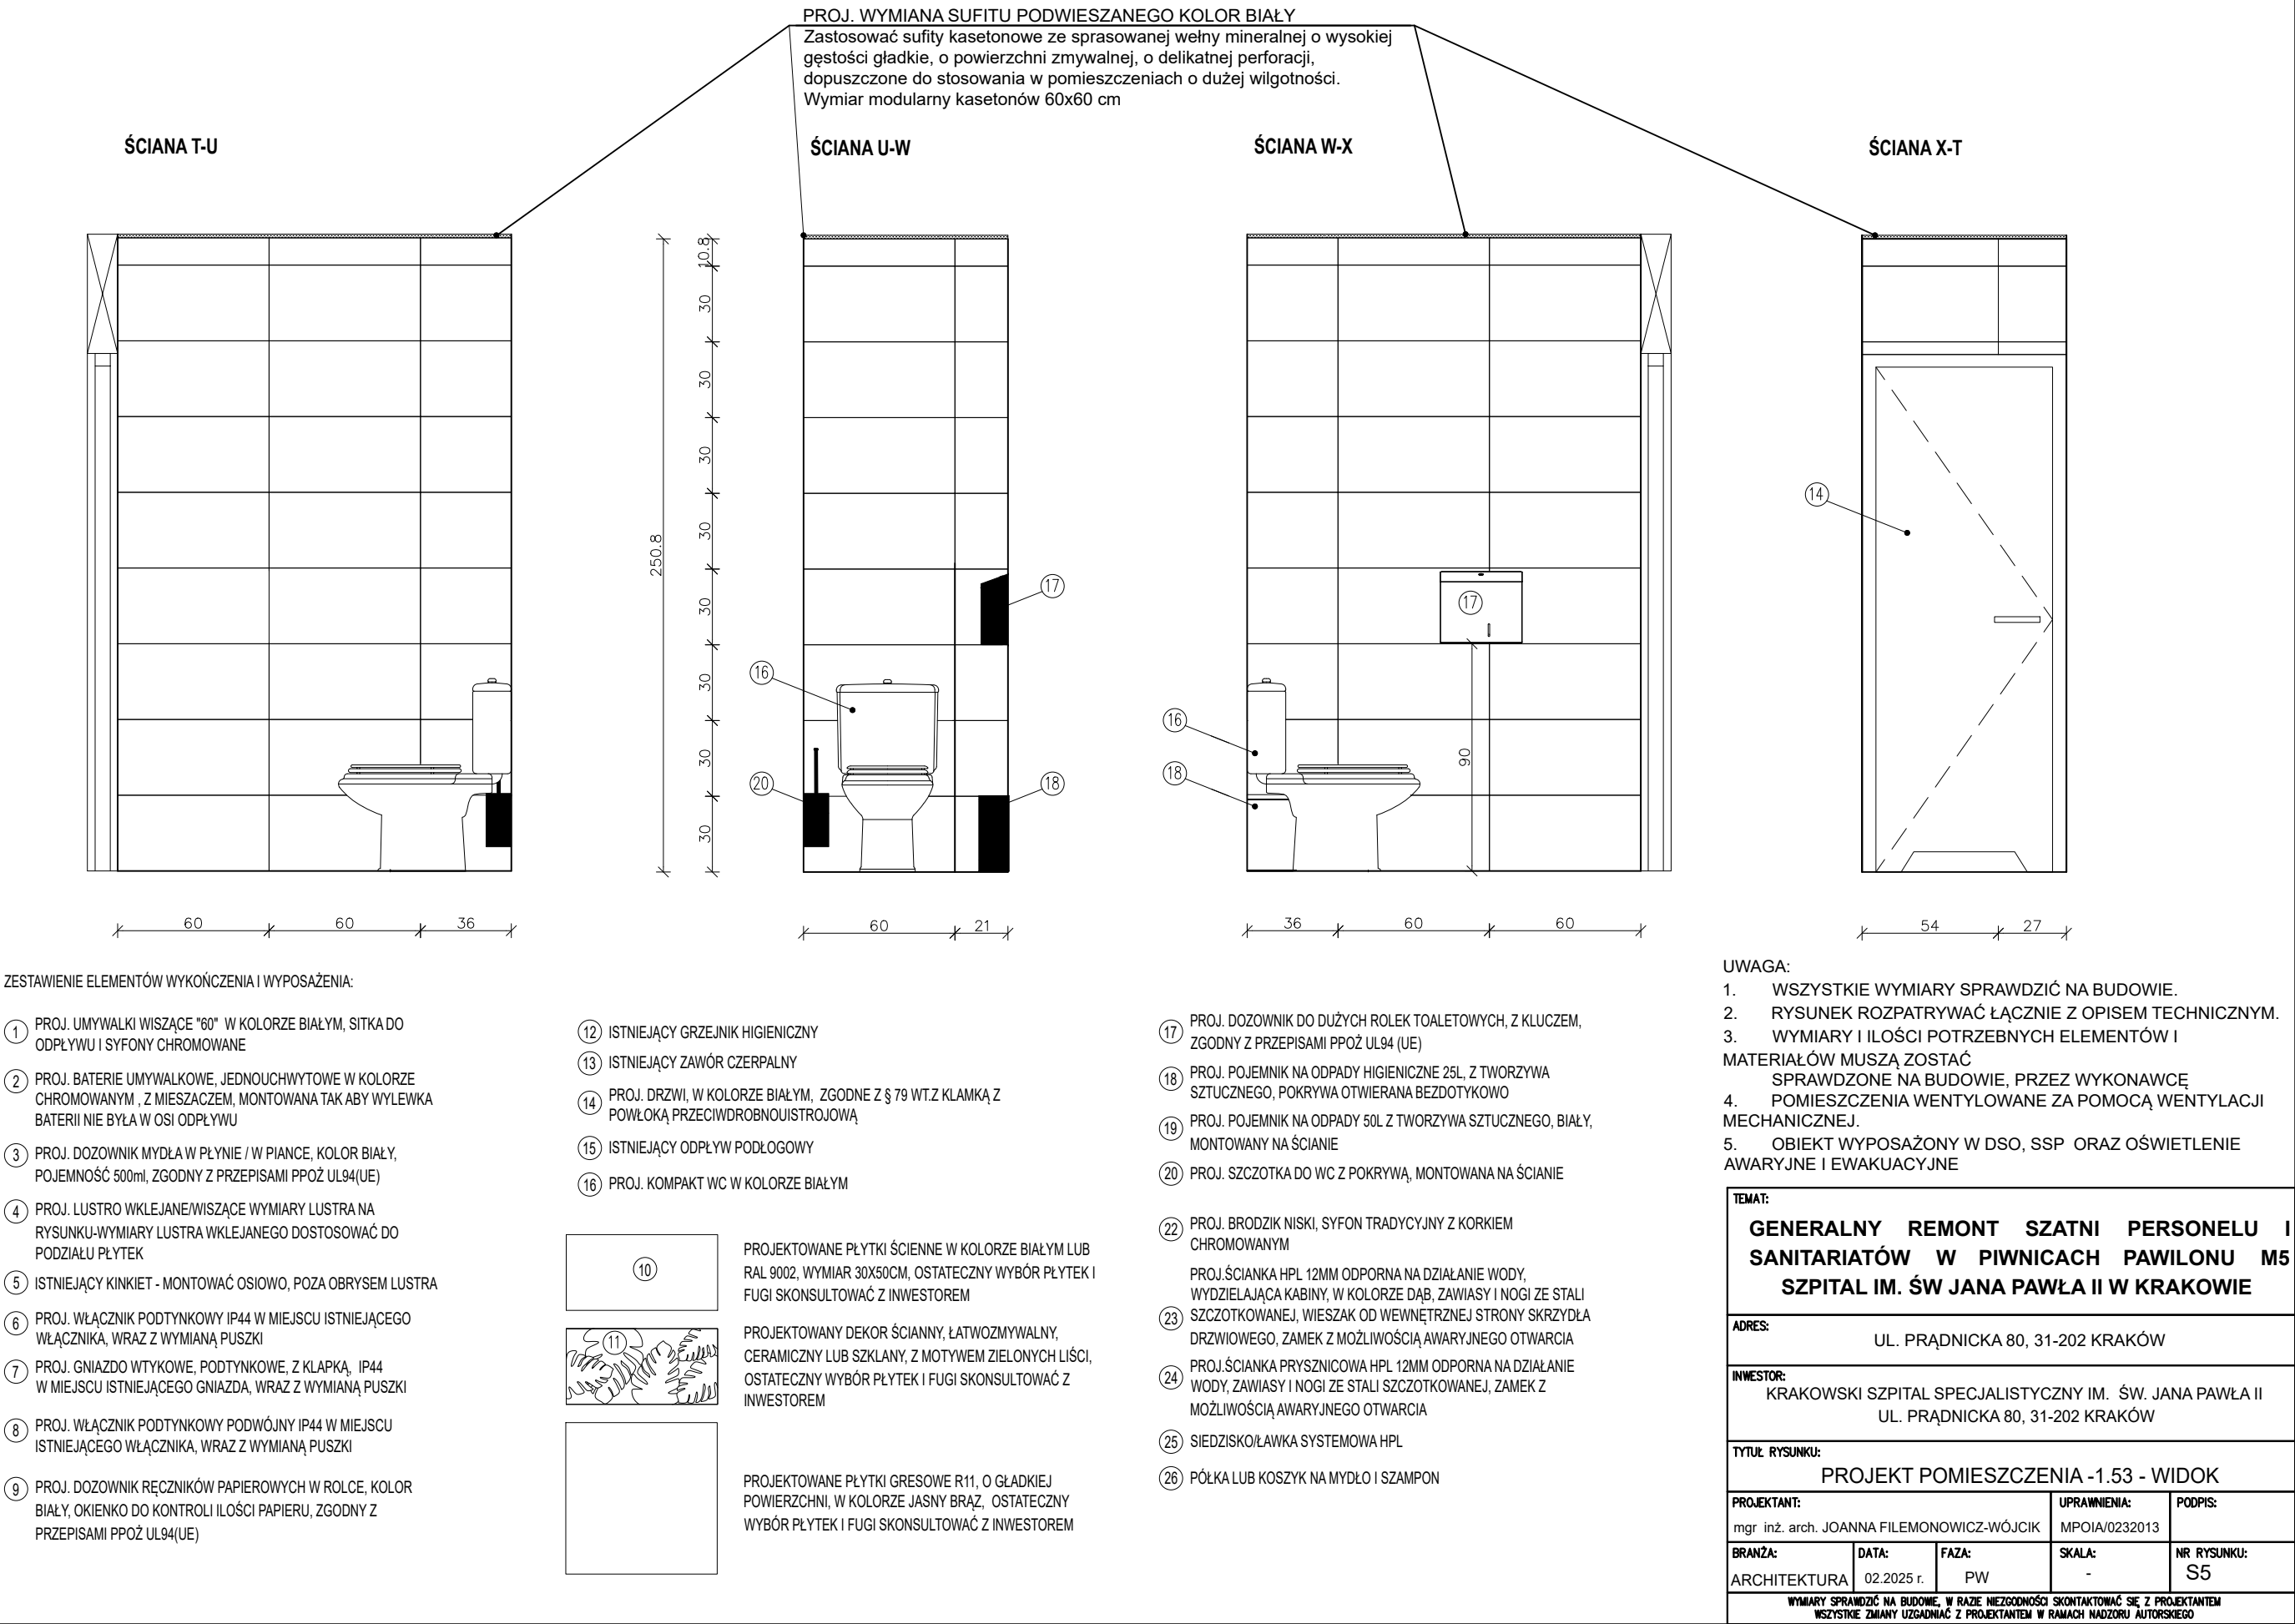 PROJ. WYMIANA SUFITU PODWIESZANEGO KOLOR BIAŁY
Zastosować sufity kasetonowe ze sprasowanej wełny mineralnej o wysokiej
gęstości gładkie, o powierzchni zmywalnej, o delikatnej perforacji,
dopuszczone do stosowania w pomieszczeniach o dużej wilgotności.
Wymiar modularny kasetonów 60x60 cm
ŚCIANA T-U
ŚCIANA U-W
ŚCIANA W-X
ŚCIANA X-T
60
60
36
250.8
10.8
30
30
30
30
30
30
30
30
16
17
20
18
60
21
17
16
18
90
36
60
60
14
54
27
ZESTAWIENIE ELEMENTÓW WYKOŃCZENIA I WYPOSAŻENIA:
1 PROJ. UMYWALKI WISZĄCE "60" W KOLORZE BIAŁYM, SITKA DO
ODPŁYWU I SYFONY CHROMOWANE
2 PROJ. BATERIE UMYWALKOWE, JEDNOUCHWYTOWE W KOLORZE
CHROMOWANYM , Z MIESZACZEM, MONTOWANA TAK ABY WYLEWKA
BATERII NIE BYŁA W OSI ODPŁYWU
3 PROJ. DOZOWNIK MYDŁA W PŁYNIE / W PIANCE, KOLOR BIAŁY,
POJEMNOŚĆ 500ml, ZGODNY Z PRZEPISAMI PPOŻ UL94(UE)
4 PROJ. LUSTRO WKLEJANE/WISZĄCE WYMIARY LUSTRA NA
RYSUNKU-WYMIARY LUSTRA WKLEJANEGO DOSTOSOWAĆ DO
PODZIAŁU PŁYTEK
5 ISTNIEJĄCY KINKIET - MONTOWAĆ OSIOWO, POZA OBRYSEM LUSTRA
6 PROJ. WŁĄCZNIK PODTYNKOWY IP44 W MIEJSCU ISTNIEJĄCEGO
WŁĄCZNIKA, WRAZ Z WYMIANĄ PUSZKI
7 PROJ. GNIAZDO WTYKOWE, PODTYNKOWE, Z KLAPKĄ, IP44
W MIEJSCU ISTNIEJĄCEGO GNIAZDA, WRAZ Z WYMIANĄ PUSZKI
8 PROJ. WŁĄCZNIK PODTYNKOWY PODWÓJNY IP44 W MIEJSCU
ISTNIEJĄCEGO WŁĄCZNIKA, WRAZ Z WYMIANĄ PUSZKI
9 PROJ. DOZOWNIK RĘCZNIKÓW PAPIEROWYCH W ROLCE, KOLOR
BIAŁY, OKIENKO DO KONTROLI ILOŚCI PAPIERU, ZGODNY Z
PRZEPISAMI PPOŻ UL94(UE)
12 ISTNIEJĄCY GRZEJNIK HIGIENICZNY
13 ISTNIEJĄCY ZAWÓR CZERPALNY
14 PROJ. DRZWI, W KOLORZE BIAŁYM, ZGODNE Z § 79 WT.Z KLAMKĄ Z
POWŁOKĄ PRZECIWDROBNOUISTROJOWĄ
15 ISTNIEJĄCY ODPŁYW PODŁOGOWY
16 PROJ. KOMPAKT WC W KOLORZE BIAŁYM
10
PROJEKTOWANE PŁYTKI ŚCIENNE W KOLORZE BIAŁYM LUB
RAL 9002, WYMIAR 30X50CM, OSTATECZNY WYBÓR PŁYTEK I
FUGI SKONSULTOWAĆ Z INWESTOREM
11
PROJEKTOWANY DEKOR ŚCIANNY, ŁATWOZMYWALNY,
CERAMICZNY LUB SZKLANY, Z MOTYWEM ZIELONYCH LIŚCI,
OSTATECZNY WYBÓR PŁYTEK I FUGI SKONSULTOWAĆ Z
INWESTOREM
PROJEKTOWANE PŁYTKI GRESOWE R11, O GŁADKIEJ
POWIERZCHNI, W KOLORZE JASNY BRĄZ, OSTATECZNY
WYBÓR PŁYTEK I FUGI SKONSULTOWAĆ Z INWESTOREM
17 PROJ. DOZOWNIK DO DUŻYCH ROLEK TOALETOWYCH, Z KLUCZEM,
ZGODNY Z PRZEPISAMI PPOŻ UL94 (UE)
18 PROJ. POJEMNIK NA ODPADY HIGIENICZNE 25L, Z TWORZYWA
SZTUCZNEGO, POKRYWA OTWIERANA BEZDOTYKOWO
19 PROJ. POJEMNIK NA ODPADY 50L Z TWORZYWA SZTUCZNEGO, BIAŁY,
MONTOWANY NA ŚCIANIE
20 PROJ. SZCZOTKA DO WC Z POKRYWĄ, MONTOWANA NA ŚCIANIE
22 PROJ. BRODZIK NISKI, SYFON TRADYCYJNY Z KORKIEM
CHROMOWANYM
PROJ.ŚCIANKA HPL 12MM ODPORNA NA DZIAŁANIE WODY,
WYDZIELAJĄCA KABINY, W KOLORZE DĄB, ZAWIASY I NOGI ZE STALI
23 SZCZOTKOWANEJ, WIESZAK OD WEWNĘTRZNEJ STRONY SKRZYDŁA
DRZWIOWEGO, ZAMEK Z MOŻLIWOŚCIĄ AWARYJNEGO OTWARCIA
PROJ.ŚCIANKA PRYSZNICOWA HPL 12MM ODPORNA NA DZIAŁANIE
24 WODY, ZAWIASY I NOGI ZE STALI SZCZOTKOWANEJ, ZAMEK Z
MOŻLIWOŚCIĄ AWARYJNEGO OTWARCIA
25 SIEDZISKO/ŁAWKA SYSTEMOWA HPL
26 PÓŁKA LUB KOSZYK NA MYDŁO I SZAMPON
UWAGA:
1. WSZYSTKIE WYMIARY SPRAWDZIĆ NA BUDOWIE.
2. RYSUNEK ROZPATRYWAĆ ŁĄCZNIE Z OPISEM TECHNICZNYM.
3. WYMIARY I ILOŚCI POTRZEBNYCH ELEMENTÓW I
MATERIAŁÓW MUSZĄ ZOSTAĆ
SPRAWDZONE NA BUDOWIE, PRZEZ WYKONAWCĘ
4. POMIESZCZENIA WENTYLOWANE ZA POMOCĄ WENTYLACJI
MECHANICZNEJ.
5. OBIEKT WYPOSAŻONY W DSO, SSP ORAZ OŚWIETLENIE
AWARYJNE I EWAKUACYJNE
TEMAT:
GENERALNY REMONT SZATNI PERSONELU I
SANITARIATÓW W PIWNICACH PAWILONU M5
SZPITAL IM. ŚW JANA PAWŁA II W KRAKOWIE
ADRES:
UL. PRĄDNICKA 80, 31-202 KRAKÓW
INWESTOR:
KRAKOWSKI SZPITAL SPECJALISTYCZNY IM. ŚW. JANA PAWŁA II
UL. PRĄDNICKA 80, 31-202 KRAKÓW
TYTUŁ RYSUNKU:
PROJEKT POMIESZCZENIA -1.53 - WIDOK
PROJEKTANT: UPRAWNIENIA: PODPIS:
mgr inż. arch. JOANNA FILEMONOWICZ-WÓJCIK MPOIA/0232013
BRANŻA: DATA: FAZA: SKALA: NR RYSUNKU:
ARCHITEKTURA 02.2025 r. PW - S5
WYMIARY SPRAWDZIĆ NA BUDOWIE, W RAZIE NIEZGODNOŚCI SKONTAKTOWAĆ SIĘ Z PROJEKTANTEM
WSZYSTKIE ZMIANY UZGADNIAĆ Z PROJEKTANTEM W RAMACH NADZORU AUTORSKIEGO